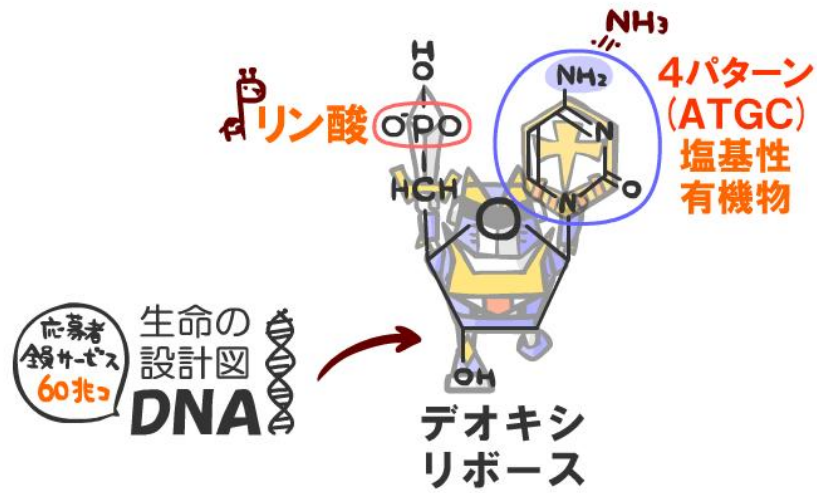 NH₃
HO
NH₂
4パターン
(ATGC)
塩基性
有機物
リン酸
O⁻PO
N
HCH
O
N
O
応募者
全員サービス
60兆コ
生命の
設計図
DNA
OH
デオキシ
リボース